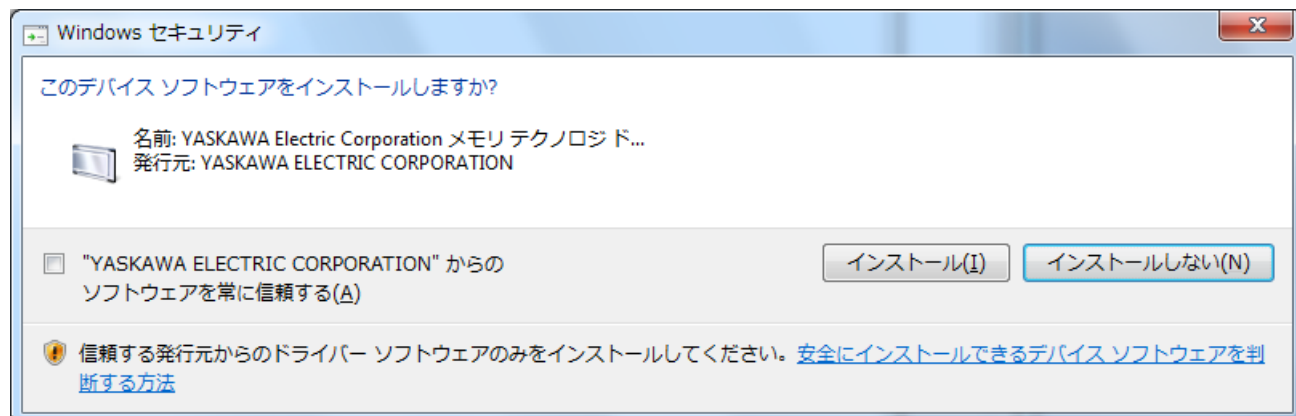 Windows セキュリティ
このデバイス ソフトウェアをインストールしますか?
名前: YASKAWA Electric Corporation メモリ テクノロジ ド...
発行元: YASKAWA ELECTRIC CORPORATION
"YASKAWA ELECTRIC CORPORATION" からの
ソフトウェアを常に信頼する(A)
インストール(I)
インストールしない(N)
信頼する発行元からのドライバー ソフトウェアのみをインストールしてください。安全にインストールできるデバイス ソフトウェアを判
断する方法